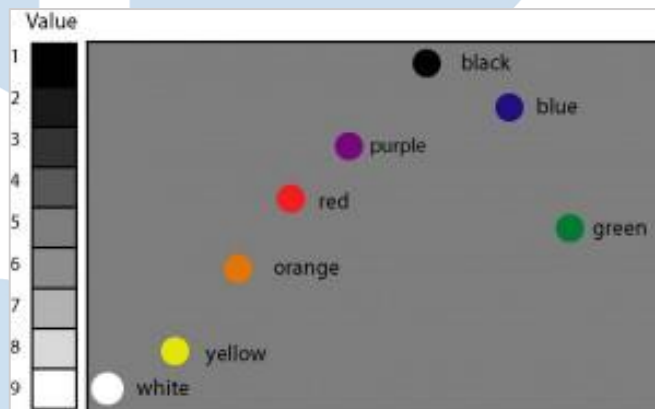 Value
1
black
2
blue
3
purple
4
red
5
green
6
orange
7
8
yellow
9
white